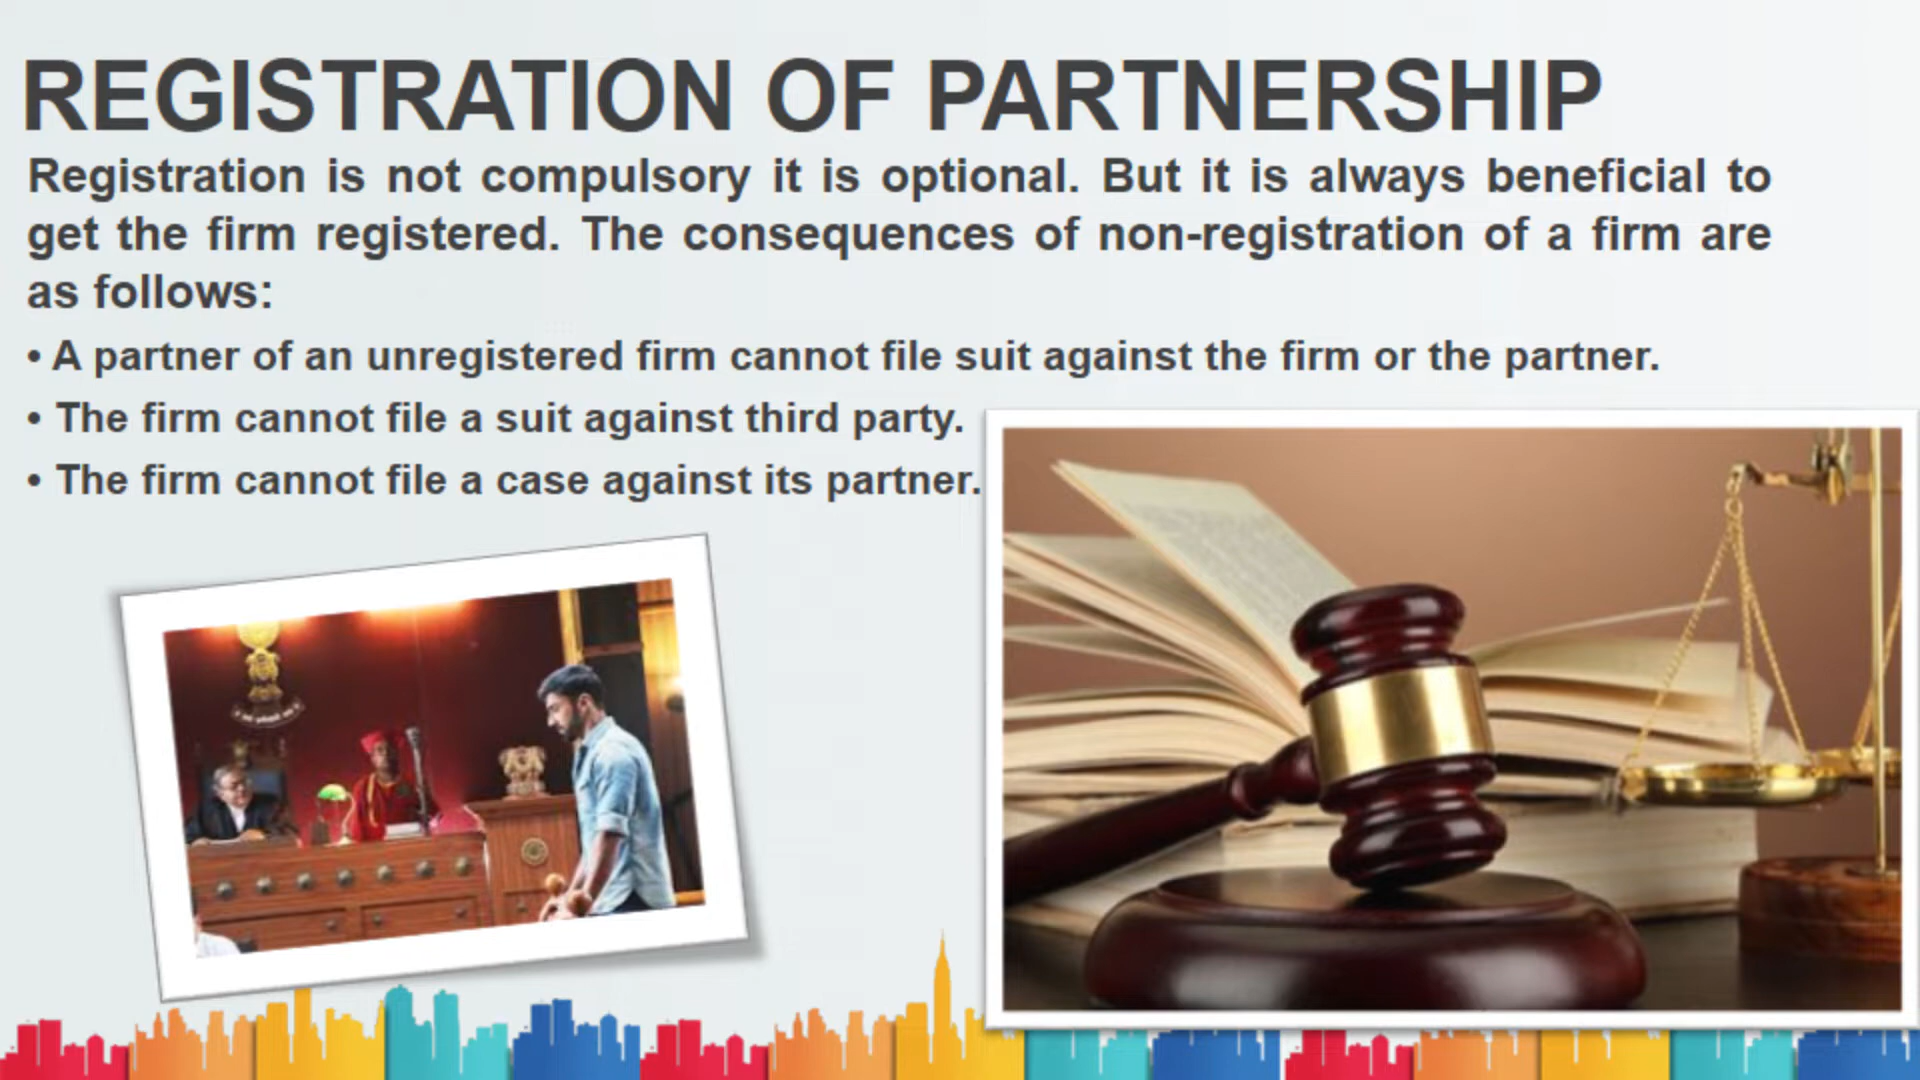 REGISTRATION OF PARTNERSHIP
Registration is not compulsory it is optional. But it is always beneficial to
get the firm registered. The consequences of non-registration of a firm are
as follows:
• A partner of an unregistered firm cannot file suit against the firm or the partner.
• The firm cannot file a suit against third party.
• The firm cannot file a case against its partner.